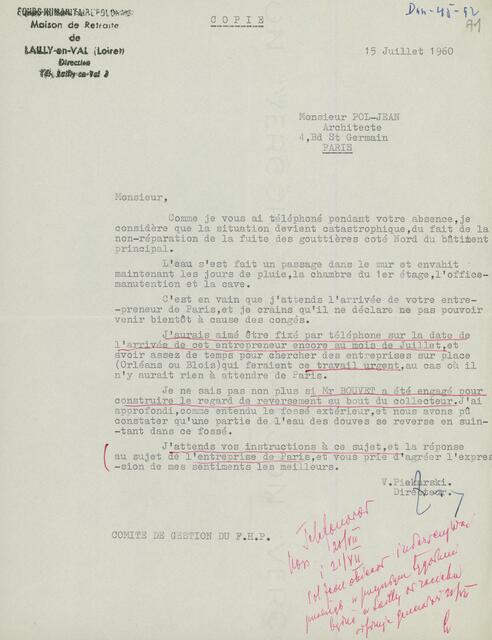 FONDS HUMANITAIRE POLONAIS
Maison de Retraite
de
LAILLY-en-VAL (Loiret)
Directive
Tél. Lailly-en-Val 8
COPIE
A1
15 Juillet 1960
Monsieur POL-JEAN
Architecte
4,Bd St Germain
PARIS
Monsieur,
Comme je vous ai téléphoné pendant votre absence,je
considère que la situation devient catastrophique,du fait de la
non-réparation de la fuite des gouttières coté Nord du bâtiment
principal.
L'eau s'est fait un passage dans le mur et envahit
maintenant les jours de pluie,la chambre du 1er étage,l'office-
manutention et la cave.
C'est en vain que j'attends l'arrivée de votre entre-
-preneur de Paris,et je crains qu'il ne déclare ne pas pouvoir
venir bientôt à cause des congés.
J'aurais aimé être fixé par téléphone sur la date de
l'arrivée de cet entrepreneur encore au mois de Juillet,et
avoir assez de temps pour chercher des entreprises sur place
(Orléans ou Blois)qui feraient ce travail urgent,au cas où il
n'y aurait rien à attendre de Paris.
Je ne sais pas non plus si Mr BOUVET a été engagé pour
construire le regard de reversement au bout du collecteur.J'ai
approfondi,comme entendu le fossé extérieur,et nous avons pû
constater qu'une partie de l'eau des douves se reverse en suin-
-tant dans ce fossé.
J'attends vos instructions à ce sujet,et la réponse
au sujet de l'entreprise de Paris,et vous prie d'agréer l'expres
-sion de mes sentiments les meilleurs.
V.Piekarski.
Directeur.
COMITE DE GESTION DU F.H.P.
20/VII
21/VII